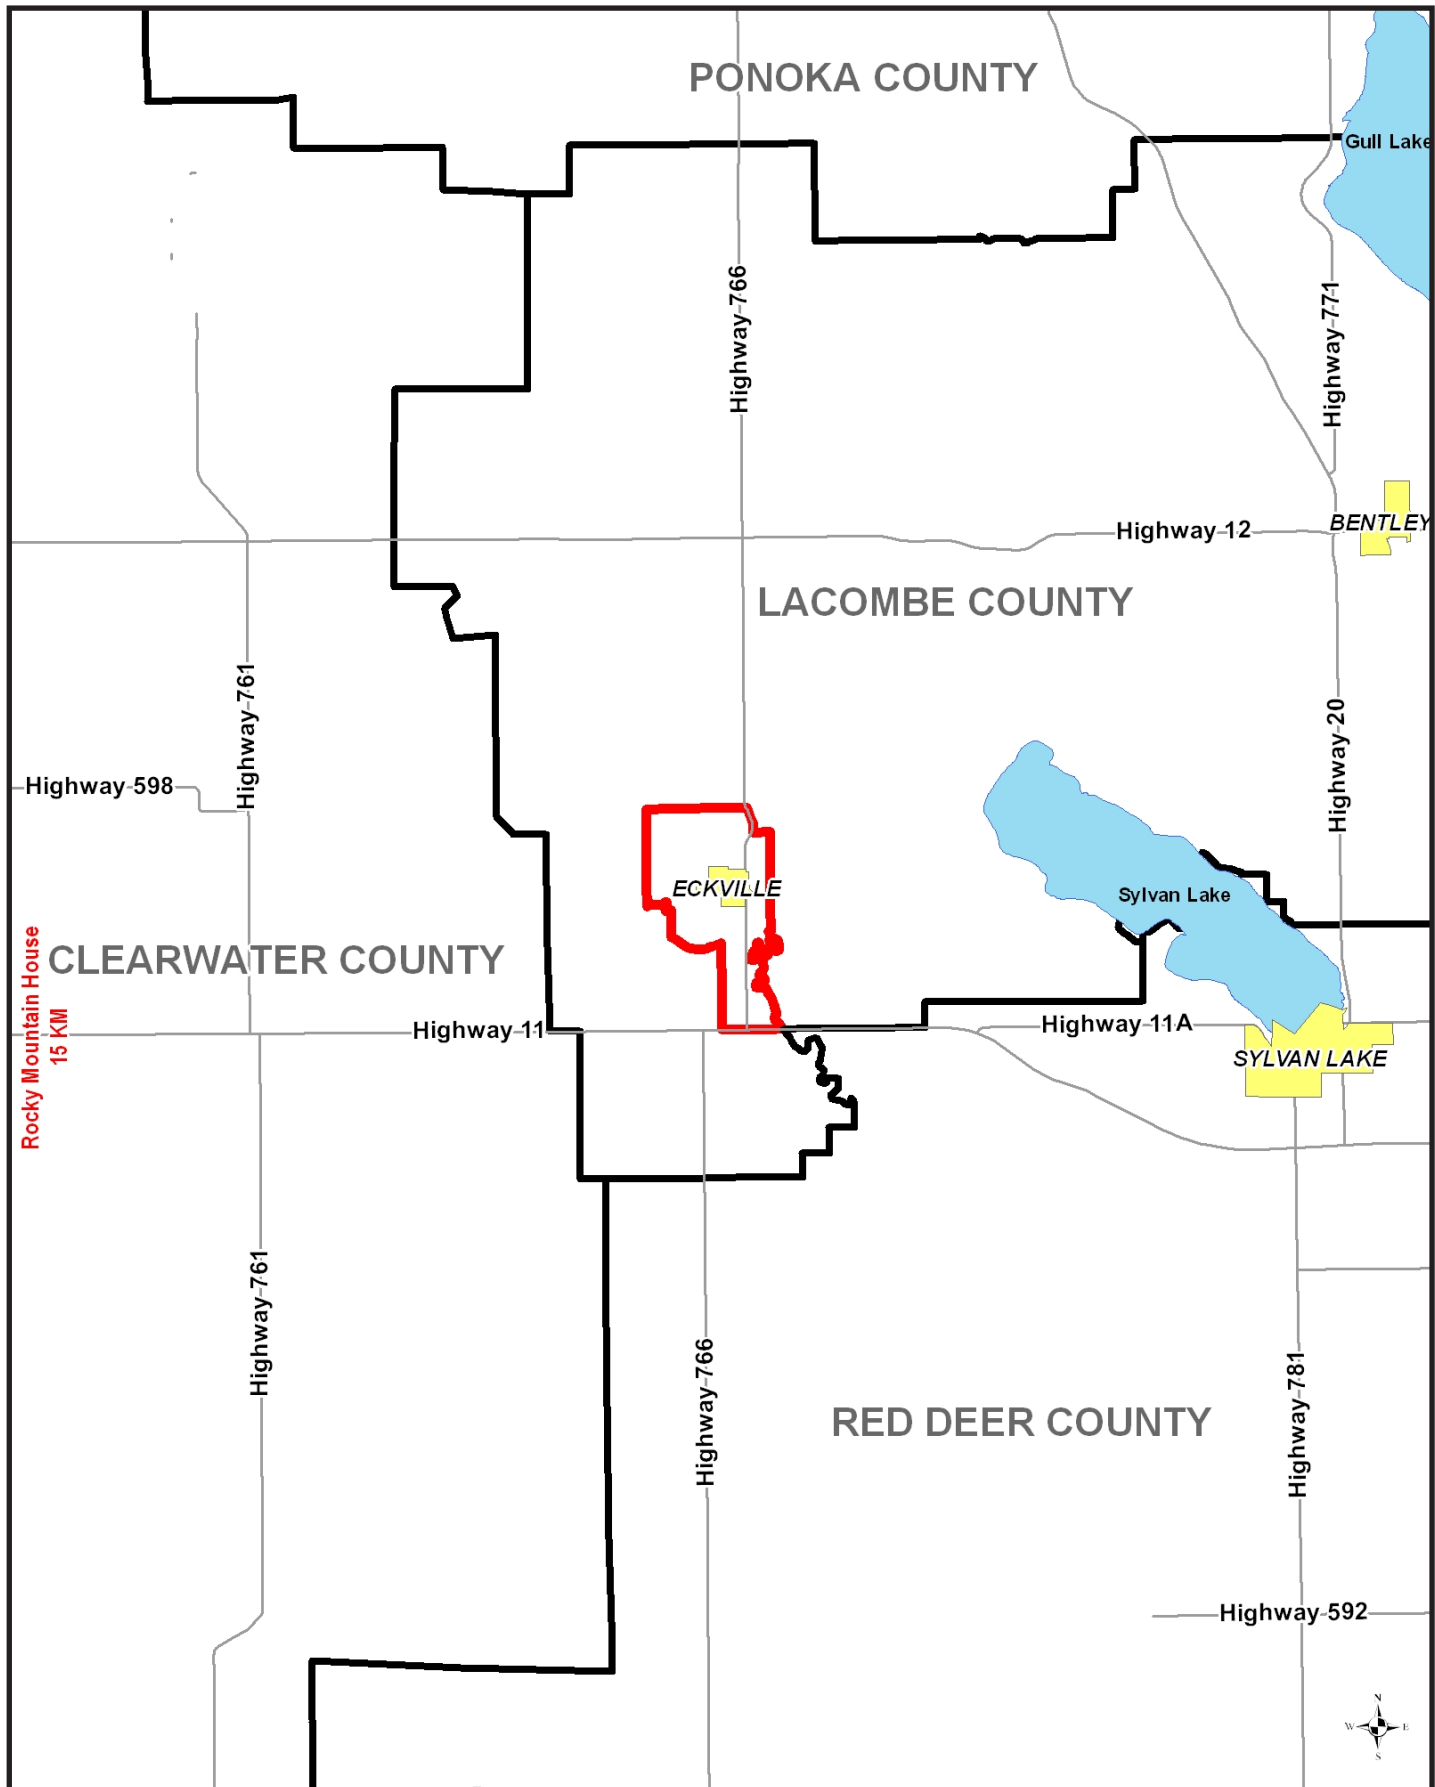 PONOKA COUNTY
Gull Lake
Highway 766
Highway 771
Highway 12
BENTLEY
LACOMBE COUNTY
Highway 761
Highway 20
Highway 598
ECKVILLE
Sylvan Lake
CLEARWATER COUNTY
Rocky Mountain House
15 KM
Highway 11
Highway 11A
SYLVAN LAKE
Highway 761
Highway 766
Highway 781
RED DEER COUNTY
Highway 592
N
W E
S